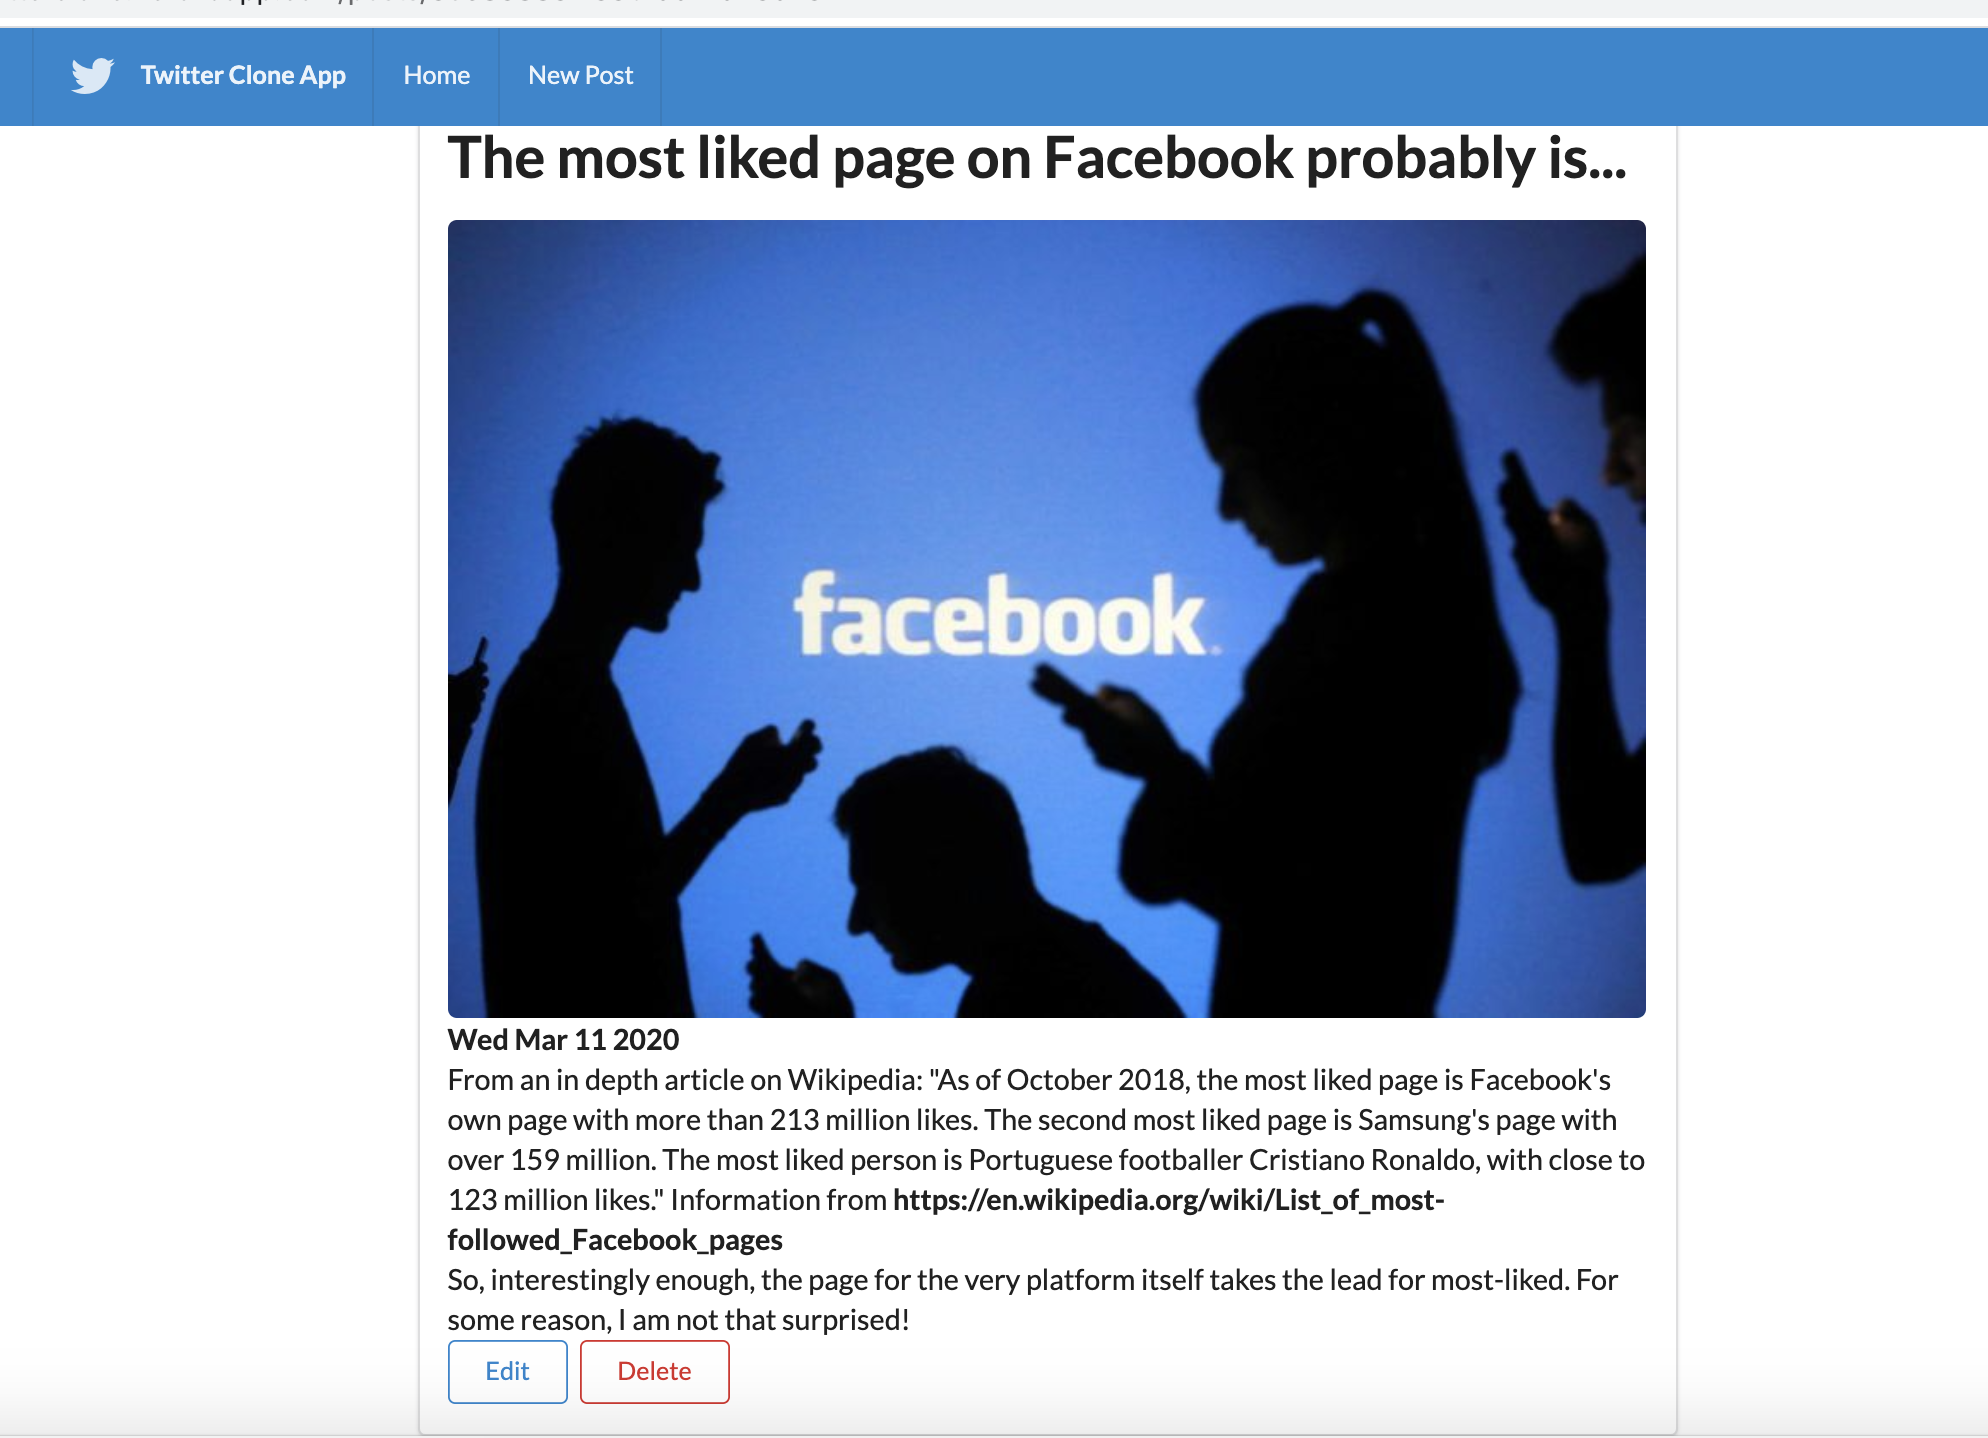 Twitter Clone App
Home
New Post
The most liked page on Facebook probably is...
facebook.
Wed Mar 11 2020
From an in depth article on Wikipedia: "As of October 2018, the most liked page is Facebook's
own page with more than 213 million likes. The second most liked page is Samsung's page with
over 159 million. The most liked person is Portuguese footballer Cristiano Ronaldo, with close to
123 million likes." Information from https://en.wikipedia.org/wiki/List_of_most-
followed_Facebook_pages
So, interestingly enough, the page for the very platform itself takes the lead for most-liked. For
some reason, I am not that surprised!
Edit
Delete